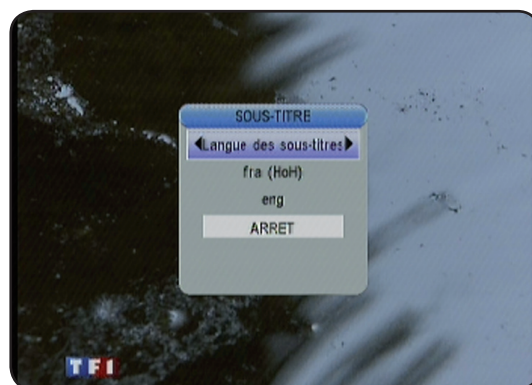 SOUS-TITRE
Langue des sous-titres
fra (HoH)
eng
ARRET
TF1